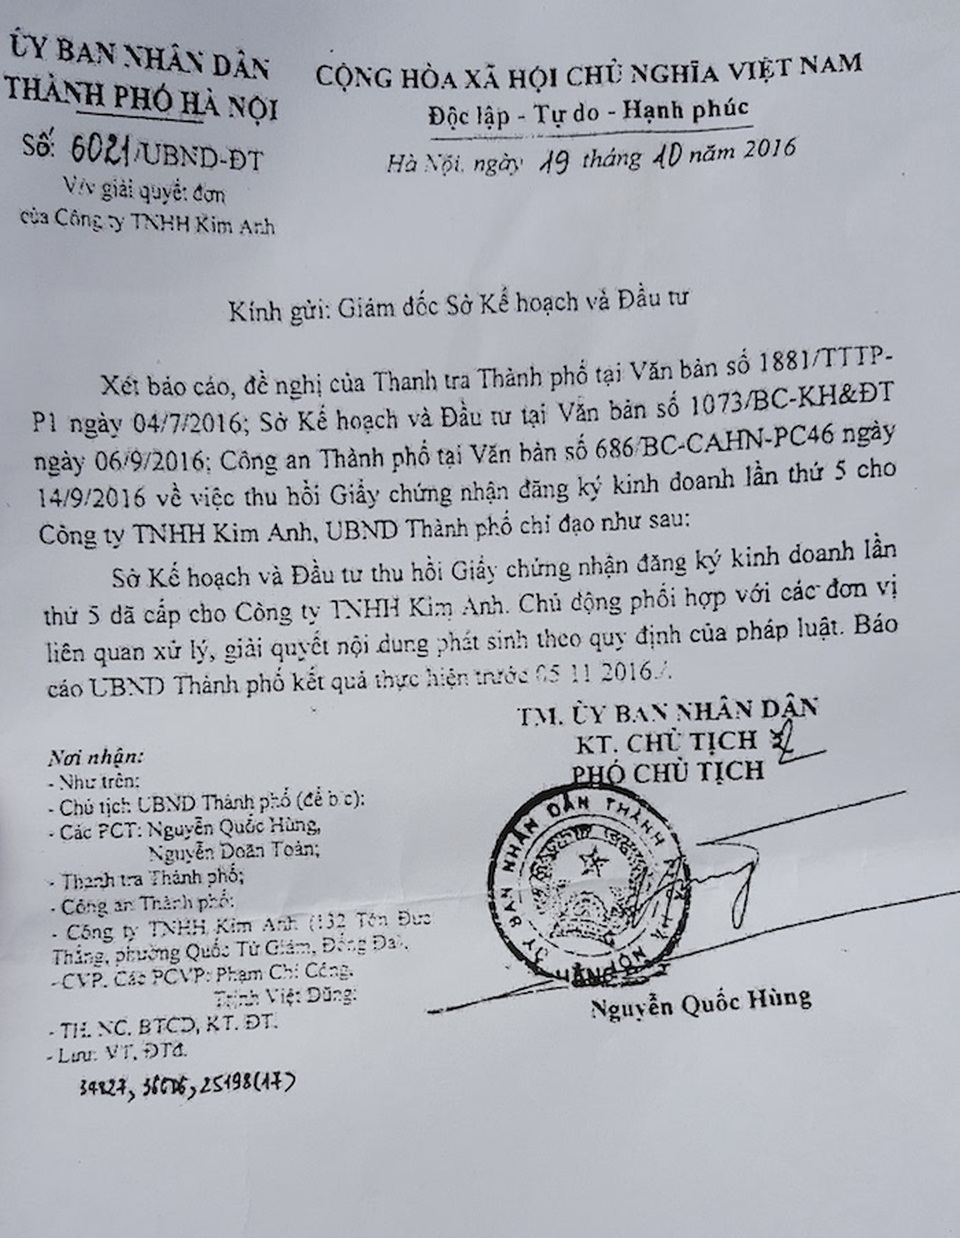 ỦY BAN NHÂN DÂN
THÀNH PHỐ HÀ NỘI
Số: 6021/UBND-ĐT
V/v giải quyết đơn
của Công ty TNHH Kim Anh
CỘNG HÒA XÃ HỘI CHỦ NGHĨA VIỆT NAM
Độc lập - Tự do - Hạnh phúc
Hà Nội, ngày 19 tháng 10 năm 2016
Kính gửi: Giám đốc Sở Kế hoạch và Đầu tư
Xét báo cáo, đề nghị của Thanh tra Thành phố tại Văn bản số 1881/TTTP-
P1 ngày 04/7/2016; Sở Kế hoạch và Đầu tư tại Văn bản số 1073/BC-KH&ĐT
ngày 06/9/2016; Công an Thành phố tại Văn bản số 686/BC-CAHN-PC46 ngày
14/9/2016 về việc thu hồi Giấy chứng nhận đăng ký kinh doanh lần thứ 5 cho
Công ty TNHH Kim Anh, UBND Thành phố chỉ đạo như sau:
Sở Kế hoạch và Đầu tư thu hồi Giấy chứng nhận đăng ký kinh doanh lần
thứ 5 đã cấp cho Công ty TNHH Kim Anh. Chủ động phối hợp với các đơn vị
liên quan xử lý, giải quyết nội dung phát sinh theo quy định của pháp luật. Báo
cáo UBND Thành phố kết quả thực hiện trước 05 11 2016./.
TM. ỦY BAN NHÂN DÂN
KT. CHỦ TỊCH
PHÓ CHỦ TỊCH
Nơi nhận:
- Như trên;
- Chủ tịch UBND Thành phố (để b/c);
- Các PCT: Nguyễn Quốc Hùng,
Nguyễn Doãn Toản;
- Thanh tra Thành phố;
- Công an Thành phố;
- Công ty TNHH Kim Anh (132 Tôn Đức
Thắng, phường Quốc Tử Giám, Đống Đa),
- CVP, Các PCVP: Phạm Chí Công,
Trịnh Việt Dũng;
- TH, NC, BTCD, KT, ĐT.
- Lưu: VT, ĐTđ.
34827, 25198(17)
ỦY BAN NHÂN DÂN THÀNH PHỐ HÀ NỘI
Nguyễn Quốc Hùng